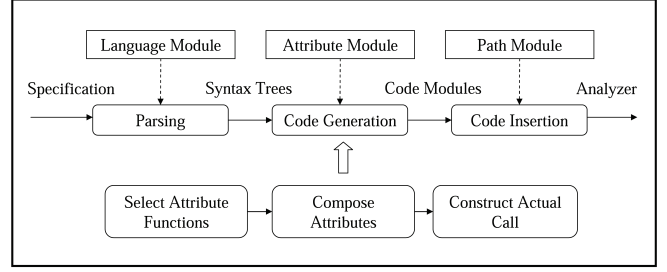 Language Module
Attribute Module
Path Module
Specification
Syntax Trees
Code Modules
Analyzer
Parsing
Code Generation
Code Insertion
Select Attribute
Functions
Compose
Attributes
Construct Actual
Call